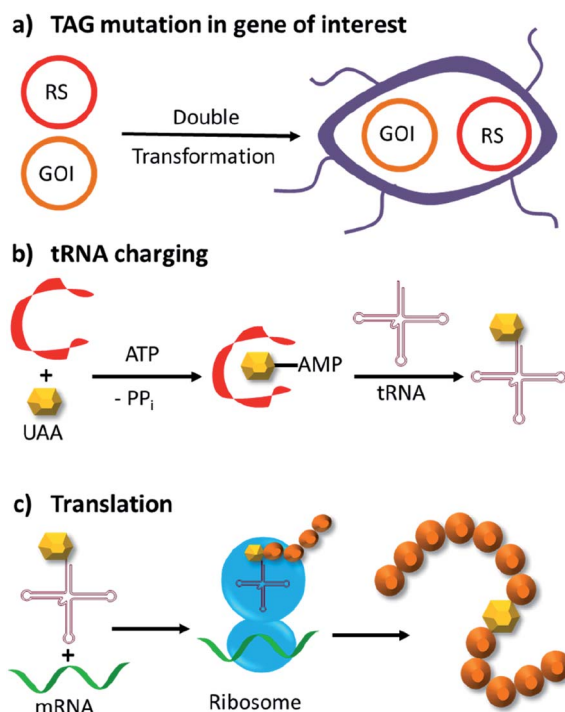 a) TAG mutation in gene of interest
RS
GOI
Double
Transformation
GOI
RS
b) tRNA charging
+
UAA
ATP
- PPi
AMP
tRNA
c) Translation
+
mRNA
Ribosome